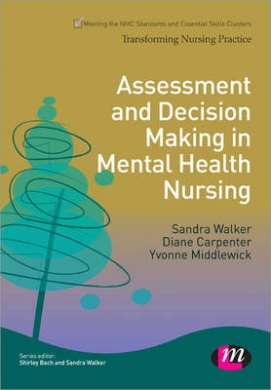 Meeting the NMC Standards and Essential Skills Clusters
Transforming Nursing Practice
Assessment
and Decision
Making in
Mental Health
Nursing
Sandra Walker
Diane Carpenter
Yvonne Middlewick
Series editor:
Shirley Bach and Sandra Walker
m